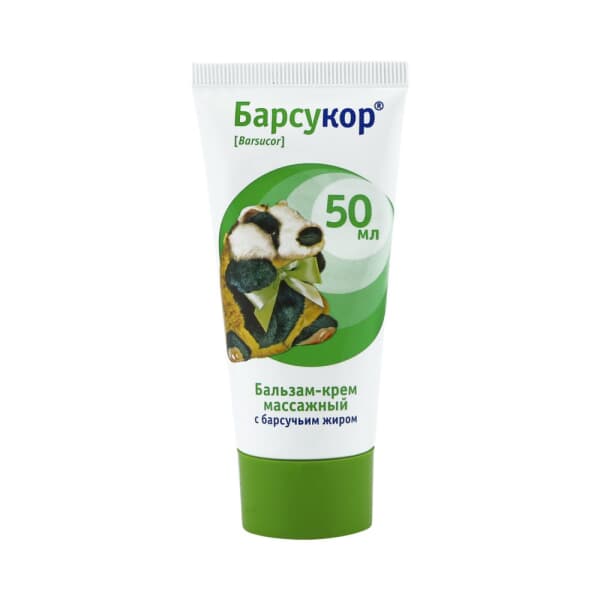 Барсукор®
[Barsucor]
50
мл
Бальзам-крем
массажный
с барсучьим жиром